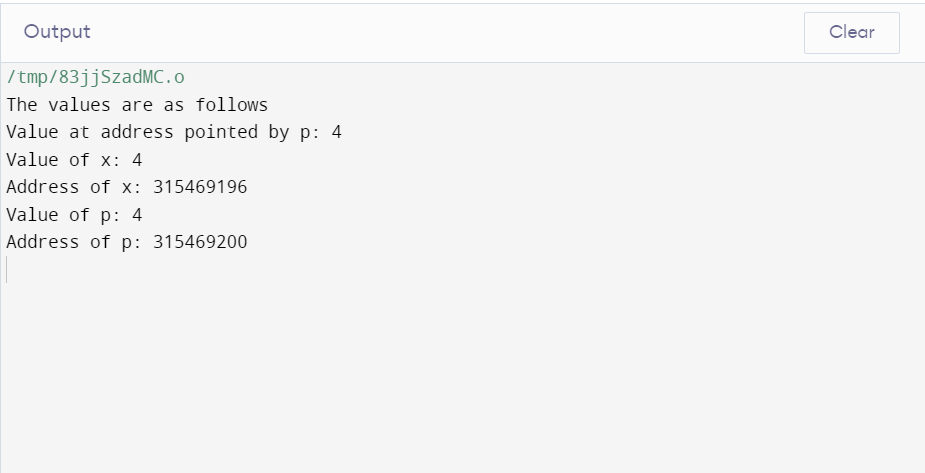 Output
Clear
/tmp/83jjSzadMC.o
The values are as follows
Value at address pointed by p: 4
Value of x: 4
Address of x: 315469196
Value of p: 4
Address of p: 315469200